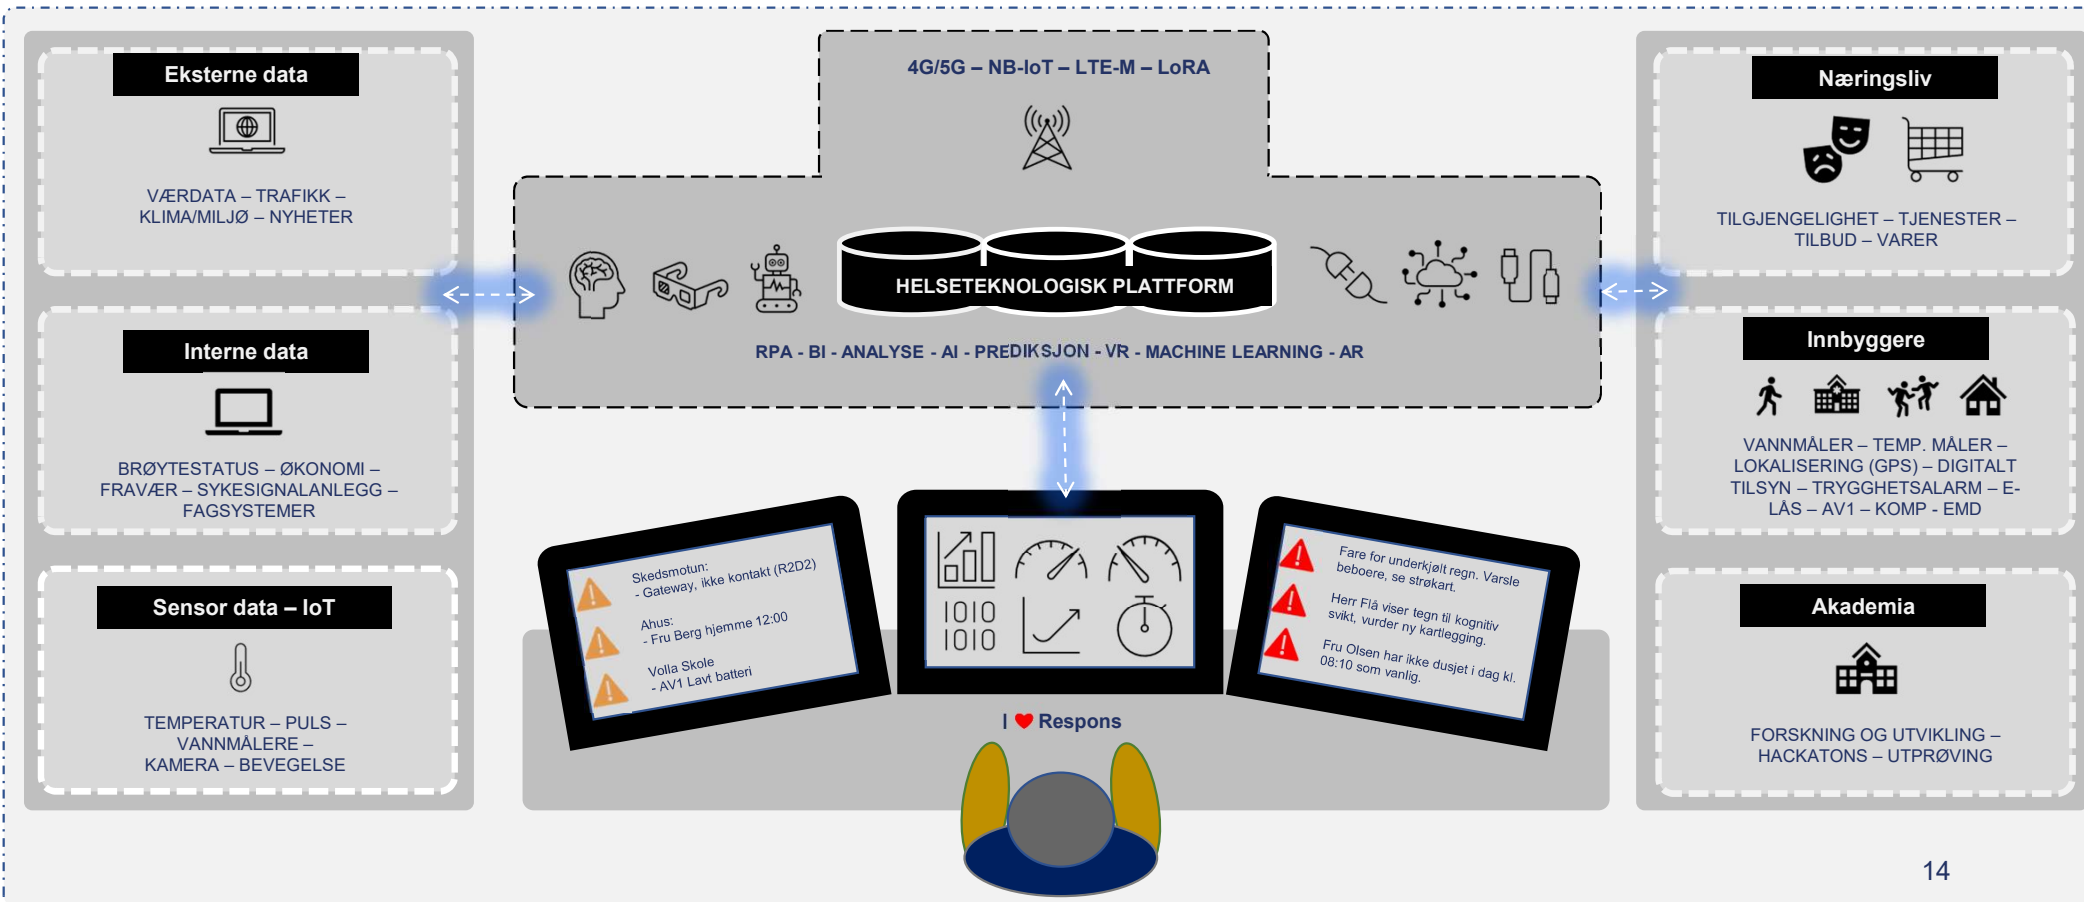 Eksterne data
VÆRDATA – TRAFIKK –
KLIMA/MILJØ – NYHETER
Interne data
BRØYTESTATUS – ØKONOMI –
FRAVÆR – SYKESIGNALANLEGG –
FAGSYSTEMER
Sensor data – IoT
TEMPERATUR – PULS –
VANNMÅLERE –
KAMERA – BEVEGELSE
4G/5G – NB-IoT – LTE-M – LoRA
HELSETEKNOLOGISK PLATTFORM
RPA - BI - ANALYSE - AI - PREDIKSJON - VR - MACHINE LEARNING - AR
Skedsmotun:
- Gateway, ikke kontakt (R2D2)
Ahus:
- Fru Berg hjemme 12:00
Volla Skole
- AV1 Lavt batteri
1010
1010
Fare for underkjølt regn. Varsle
beboere, se strøkart.
Herr Flå viser tegn til kognitiv
svikt, vurder ny kartlegging.
Fru Olsen har ikke dusjet i dag kl.
08:10 som vanlig.
I ❤ Respons
Næringsliv
TILGJENGELIGHET – TJENESTER –
TILBUD – VARER
Innbyggere
VANNMÅLER – TEMP. MÅLER –
LOKALISERING (GPS) – DIGITALT
TILSYN – TRYGGHETSALARM – E-
LÅS – AV1 – KOMP - EMD
Akademia
FORSKNING OG UTVIKLING –
HACKATONS – UTPRØVING
14